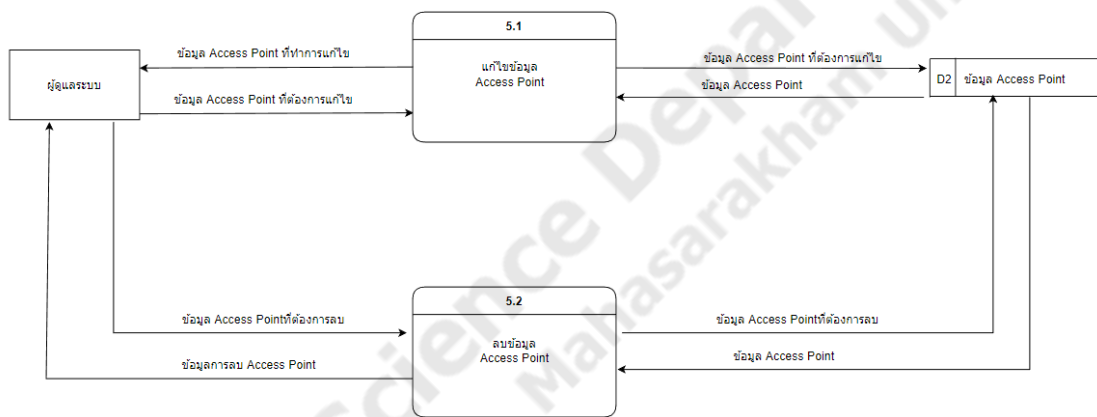 5.1
ข้อมูล Access Point ที่ทำการแก้ไข
แก้ไขข้อมูล
Access Point
ข้อมูล Access Point ที่ต้องการแก้ไข
ผู้ดูแลระบบ
D2 ข้อมูล Access Point
ข้อมูล Access Point
ข้อมูล Access Point ที่ต้องการแก้ไข
5.2
ข้อมูล Access Pointที่ต้องการลบ
ลบข้อมูล
Access Point
ข้อมูล Access Pointที่ต้องการลบ
ข้อมูลการลบ Access Point
ข้อมูล Access Point
Science Depar
Mahasarakham Un